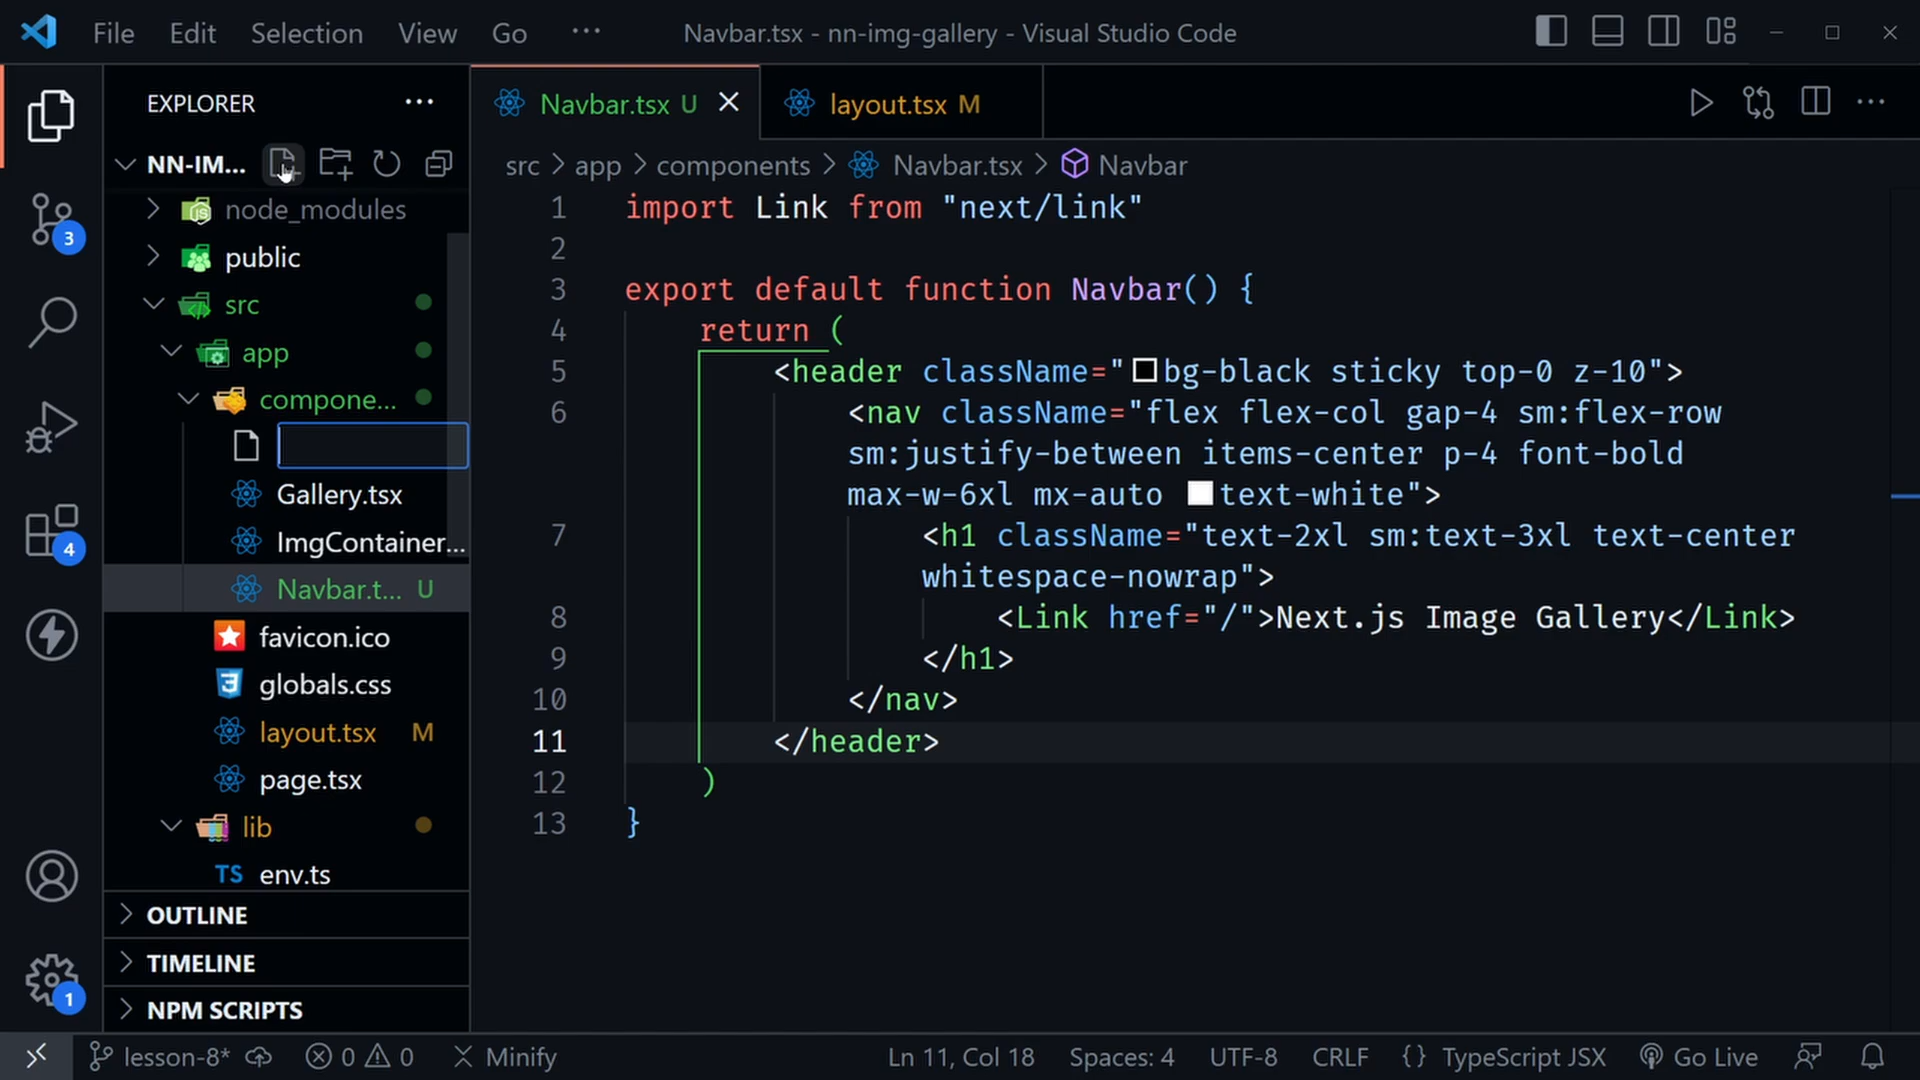 File Edit Selection View Go ··· Navbar.tsx - nn-img-gallery - Visual Studio Code
EXPLORER ···
NN-IM...
node_modules
public
src
app
compone...
Gallery.tsx
ImgContainer...
Navbar.t... U
favicon.ico
globals.css
layout.tsx M
page.tsx
lib
TS env.ts
OUTLINE
TIMELINE
NPM SCRIPTS
3
4
1
Navbar.tsx U layout.tsx M
src > app > components > Navbar.tsx > Navbar
1 import Link from "next/link"
2
3 export default function Navbar() {
4 return (
5 <header className="bg-black sticky top-0 z-10">
6 <nav className="flex flex-col gap-4 sm:flex-row
sm:justify-between items-center p-4 font-bold
max-w-6xl mx-auto text-white">
7 <h1 className="text-2xl sm:text-3xl text-center
whitespace-nowrap">
8 <Link href="/">Next.js Image Gallery</Link>
9 </h1>
10 </nav>
11 </header>
12 )
13 }
lesson-8* 0 0 Minify Ln 11, Col 18 Spaces: 4 UTF-8 CRLF {} TypeScript JSX Go Live